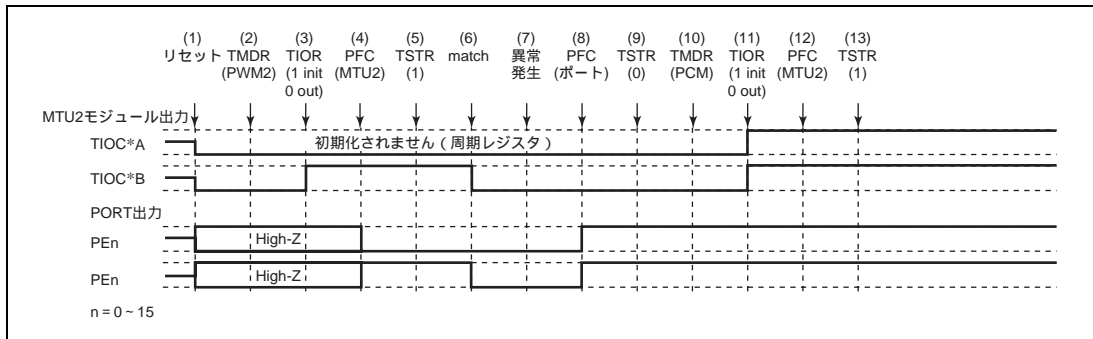 (1) (2) (3) (4) (5) (6) (7) (8) (9) (10) (11) (12) (13)
リセット TMDR TIOR PFC TSTR match 異常 PFC TSTR TMDR TIOR PFC TSTR
(PWM2) (1 init (MTU2) (1) 発生 (ポート) (0) (PCM) (1 init (MTU2) (1)
0 out) 0 out)
MTU2モジュール出力
TIOC*A 初期化されません（周期レジスタ）
TIOC*B
PORT出力
PEn High-Z
PEn High-Z
n = 0 ~ 15